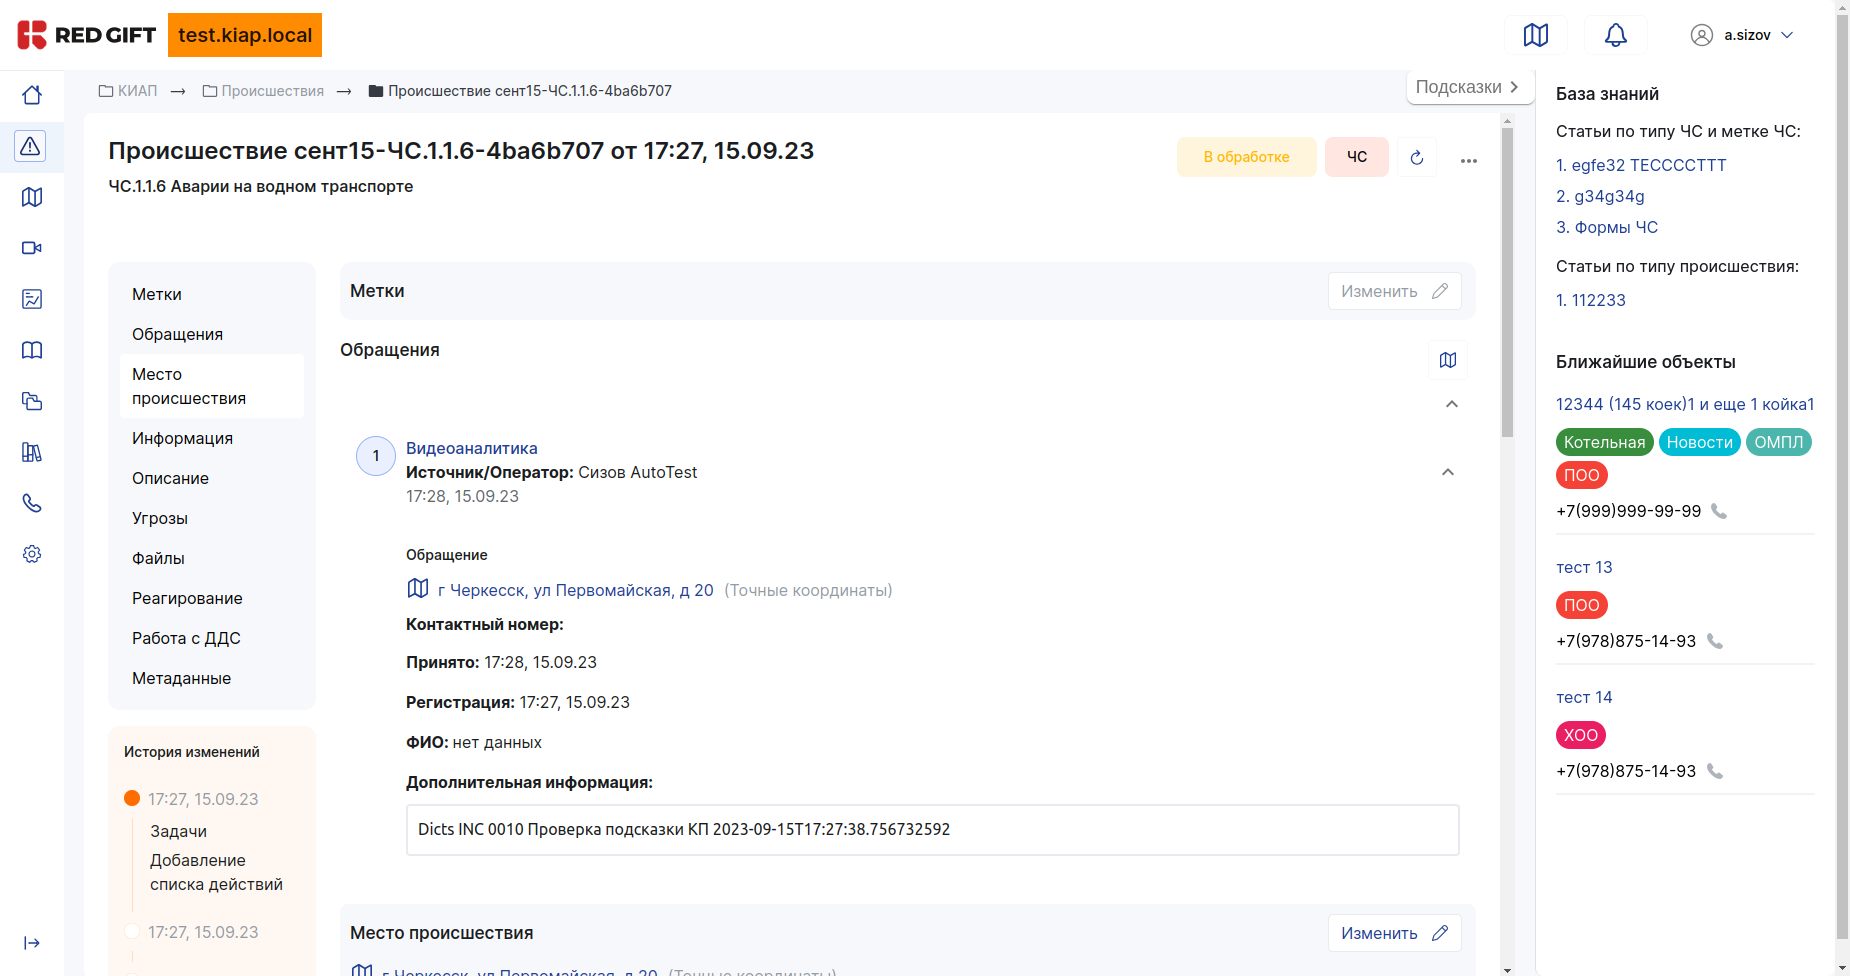 RED GIFT
test.kiap.local
a.sizov
КИАП → Происшествия → Происшествие сент15-ЧС.1.1.6-4ba6b707
Подсказки
Происшествие сент15-ЧС.1.1.6-4ba6b707 от 17:27, 15.09.23
В обработке
ЧС
ЧС.1.1.6 Аварии на водном транспорте
Метки
Обращения
Место
происшествия
Информация
Описание
Угрозы
Файлы
Реагирование
Работа с ДДС
Метаданные
История изменений
17:27, 15.09.23
Задачи
Добавление
списка действий
17:27, 15.09.23
Метки
Изменить
Обращения
1
Видеоаналитика
Источник/Оператор: Сизов AutoTest
17:28, 15.09.23
Обращение
г Черкесск, ул Первомайская, д 20 (Точные координаты)
Контактный номер:
Принято: 17:28, 15.09.23
Регистрация: 17:27, 15.09.23
ФИО: нет данных
Дополнительная информация:
Dicts INC 0010 Проверка подсказки КП 2023-09-15T17:27:38.756732592
Место происшествия
Изменить
г Черкесск, ул Первомайская, д 20 (Точные координаты)
База знаний
Статьи по типу ЧС и метке ЧС:
1. egfe32 ТЕССССТТТ
2. g34g34g
3. Формы ЧС
Статьи по типу происшествия:
1. 112233
Ближайшие объекты
12344 (145 коек)1 и еще 1 койка1
Котельная
Новости
ОМПЛ
ПОО
+7(999)999-99-99
тест 13
ПОО
+7(978)875-14-93
тест 14
ХОО
+7(978)875-14-93